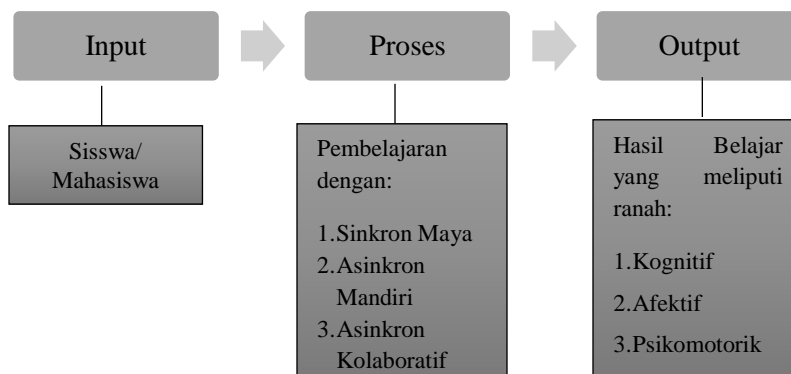 Input
Proses
Output
Sisswa/
Mahasiswa
Pembelajaran
dengan:
1.Sinkron Maya
2.Asinkron
Mandiri
3.Asinkron
Kolaboratif
Hasil Belajar
yang meliputi
ranah:
1.Kognitif
2.Afektif
3.Psikomotorik